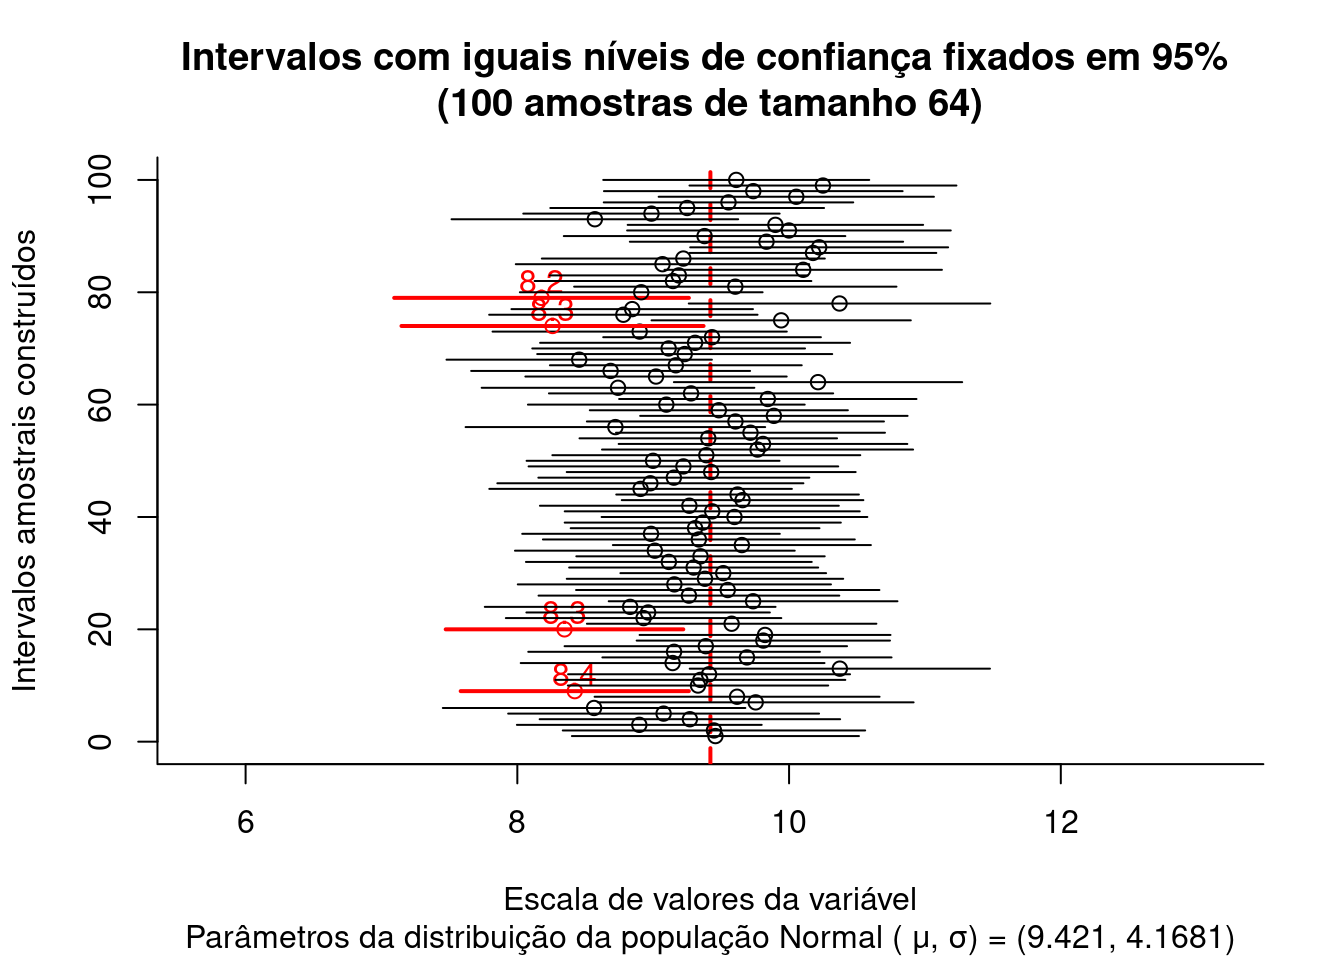 Intervalos com iguais níveis de confiança fixados em 95%
(100 amostras de tamanho 64)
Intervalos amostrais construídos
100
80
60
40
20
0
8.2
8.3
8.3
8.4
6 8 10 12
Escala de valores da variável
Parâmetros da distribuição da população Normal ( μ, σ) = (9.421, 4.1681)